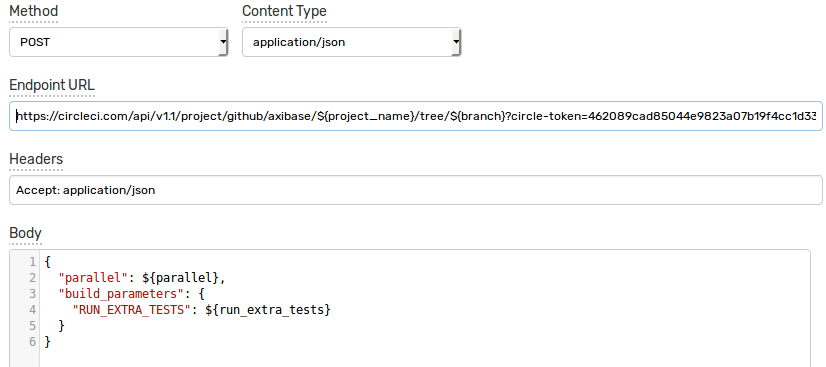 Method Content Type
POST application/json
Endpoint URL
https://circleci.com/api/v1.1/project/github/axibase/${project_name}/tree/${branch}?circle-token=462089cad85044e9823a07b19f4cc1d33
Headers
Accept: application/json
Body
1 {
2 "parallel": ${parallel},
3 "build_parameters": {
4 "RUN_EXTRA_TESTS": ${run_extra_tests}
5 }
6 }